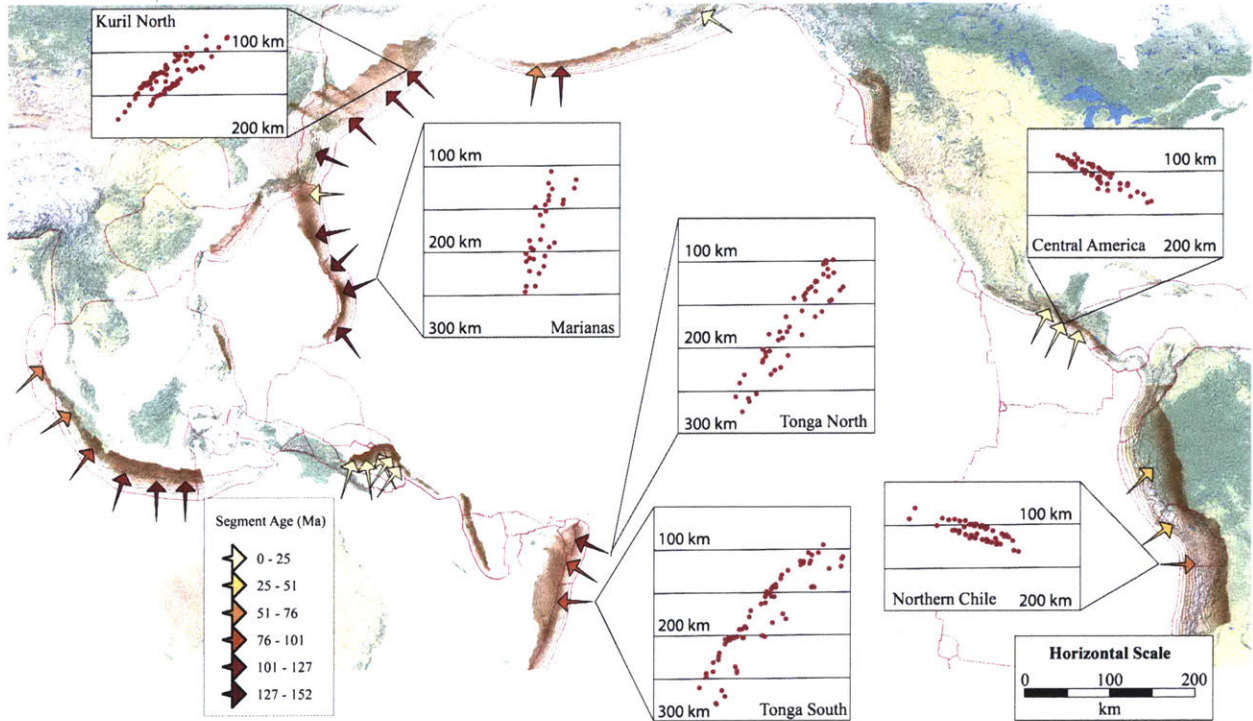 Kuril North
100 km
200 km
100 km
200 km
300 km
Marianas
100 km
Central America
200 km
100 km
200 km
300 km
Tonga North
100 km
200 km
300 km
Tonga South
100 km
Northern Chile
200 km
Segment Age (Ma)
0 - 25
25 - 51
51 - 76
76 - 101
101 - 127
127 - 152
Horizontal Scale
0 100 200
km